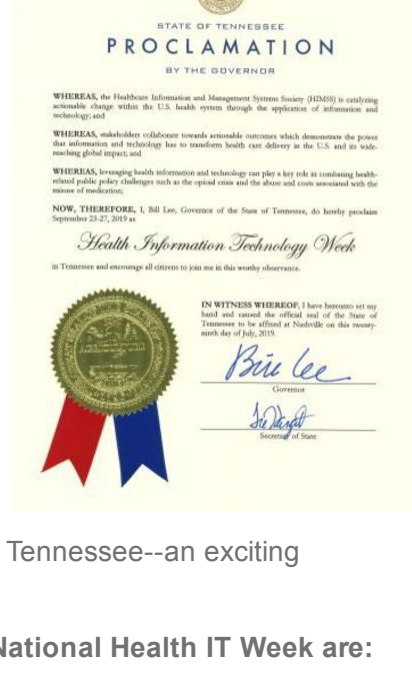 STATE OF TENNESSEE
PROCLAMATION
BY THE GOVERNOR
WHEREAS, the Healthcare Information and Management Systems Society (HIMSS) is catalyzing
actionable change within the U.S. health system through the application of information and
technology; and
WHEREAS, stakeholders collaborate towards actionable outcomes which demonstrate the power
that information and technology has to transform health care delivery in the U.S. and its wide-
reaching global impact; and
WHEREAS, leveraging health information and technology can play a key role in combating health-
related public policy challenges such as the opioid crisis and the abuse and costs associated with the
misuse of medication;
NOW, THEREFORE, I, Bill Lee, Governor of the State of Tennessee, do hereby proclaim
September 23-27, 2019 as
Health Information Technology Week
in Tennessee and encourage all citizens to join me in this worthy observance.
IN WITNESS WHEREOF, I have hereunto set my
hand and caused the official seal of the State of
Tennessee to be affixed at Nashville on this twenty-
ninth day of July, 2019.
Bill Lee
Governor
Tre Hargett
Secretary of State
Tennessee--an exciting
National Health IT Week are: